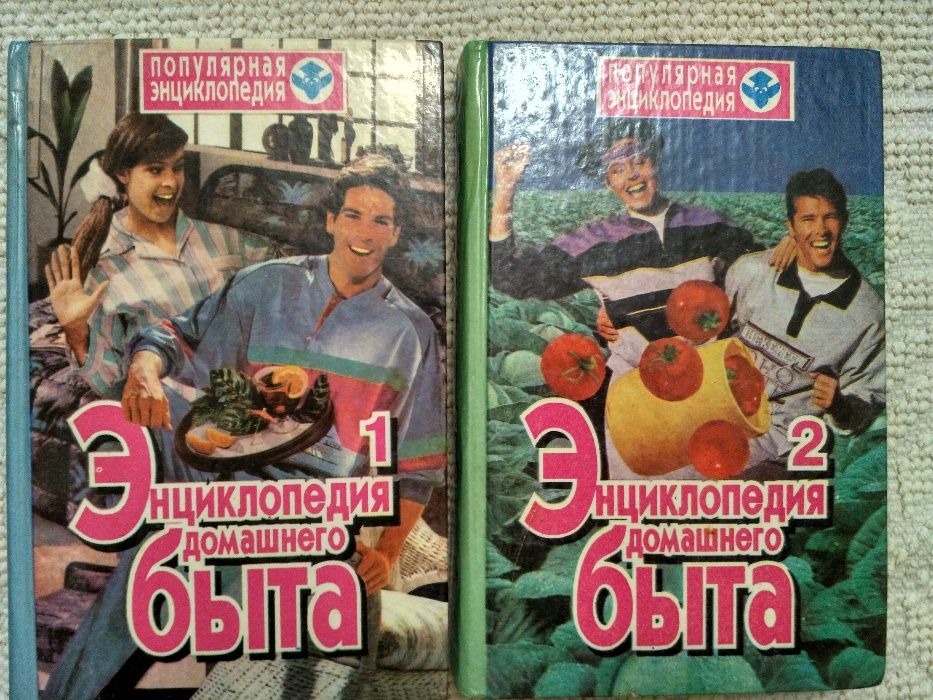 ПОПУЛЯРНАЯ
ЭНЦИКЛОПЕДИЯ
1
Энциклопедия
домашнего
быта
ПОПУЛЯРНАЯ
ЭНЦИКЛОПЕДИЯ
2
Энциклопедия
домашнего
быта